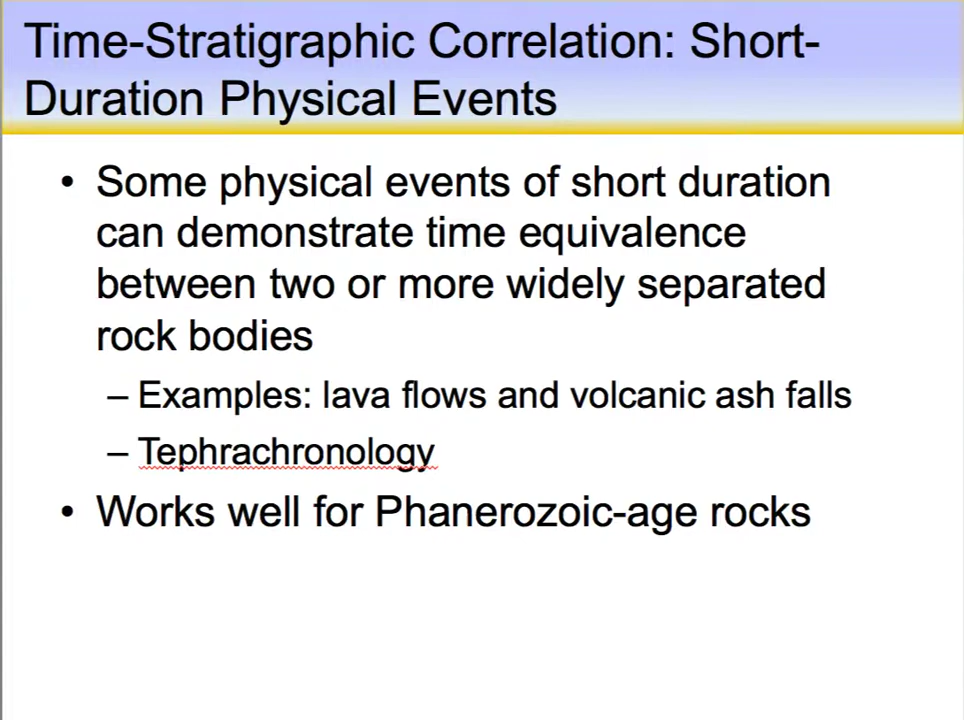 Time-Stratigraphic Correlation: Short-
Duration Physical Events
• Some physical events of short duration
can demonstrate time equivalence
between two or more widely separated
rock bodies
– Examples: lava flows and volcanic ash falls
– Tephrachronology
• Works well for Phanerozoic-age rocks